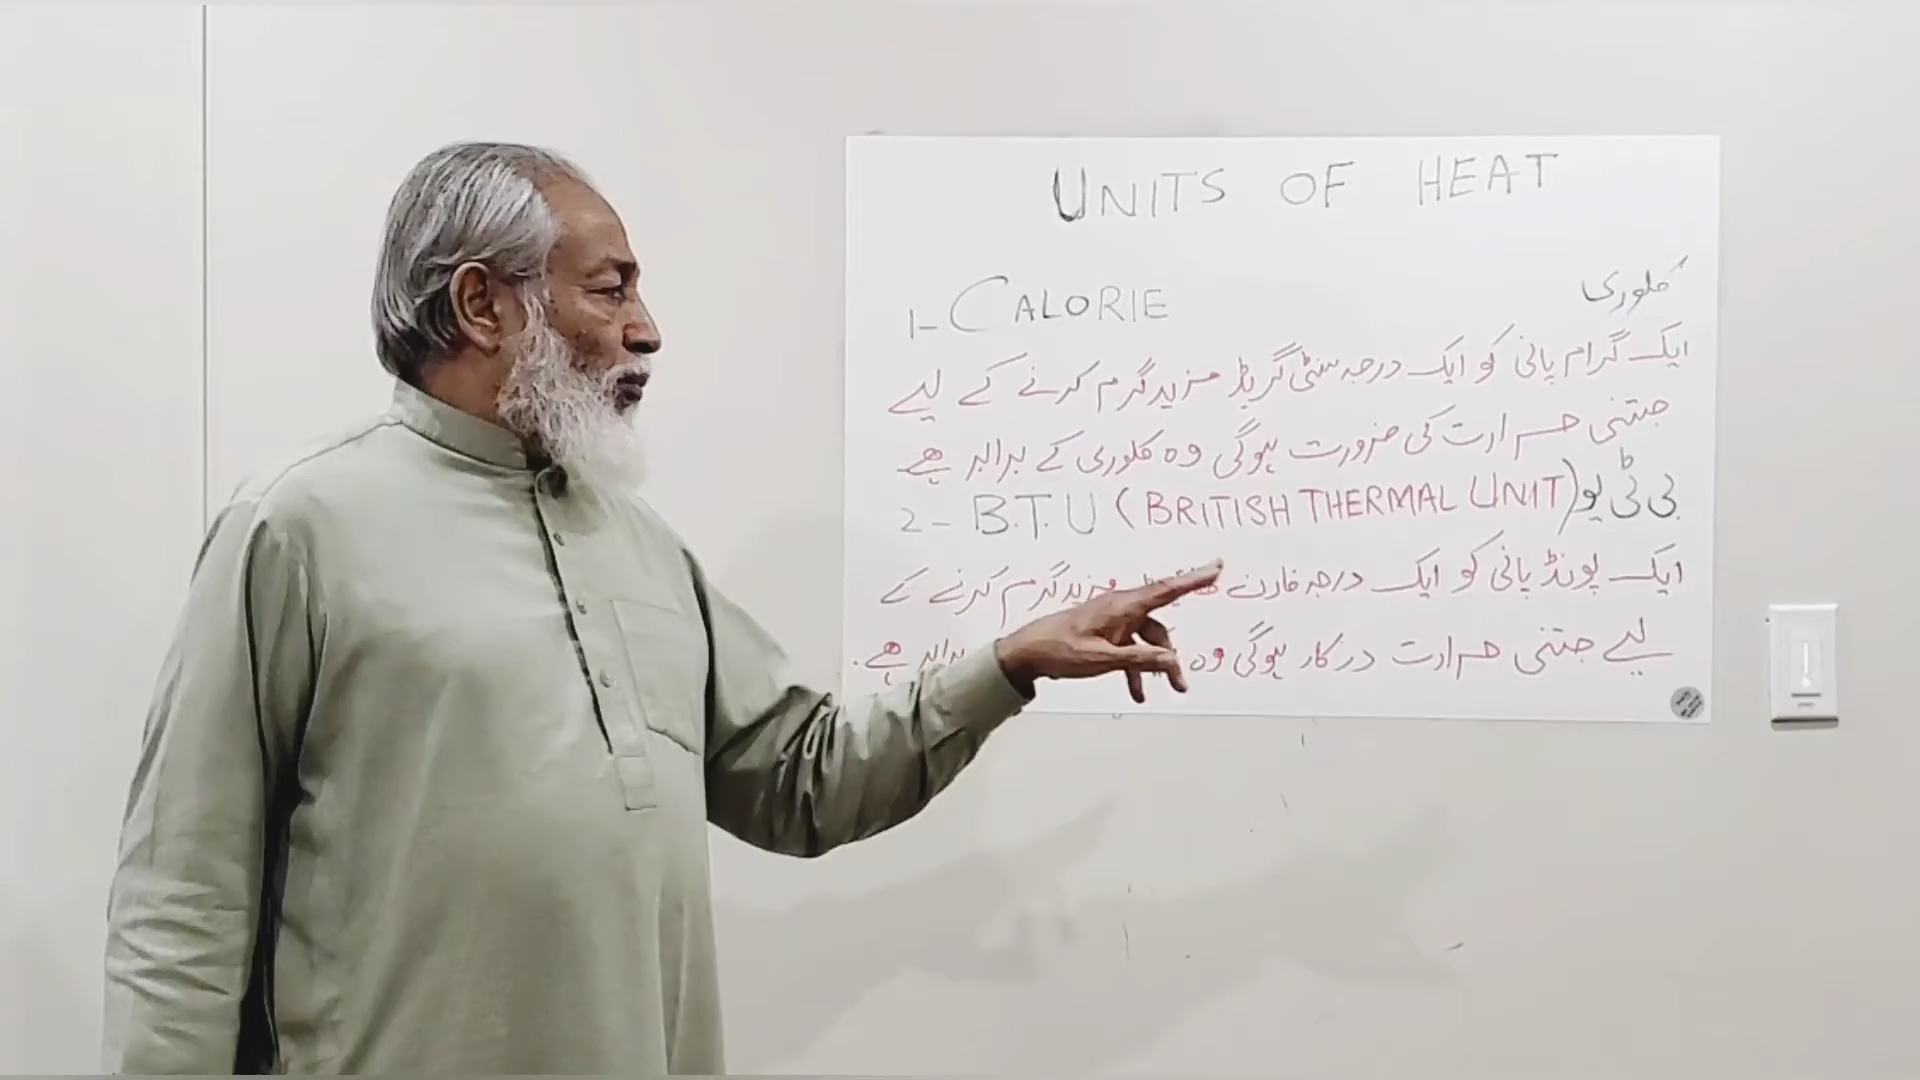 UNITS OF HEAT
1- CALORIE کلوری
ایک گرام پانی کو ایک درجہ سنٹی گریڈ مزید گرم کرنے کے لیے
جتنی حرارت کی ضرورت ہوگی وہ کلوری کے برابر ھے
2- B.T.U (BRITISH THERMAL UNIT) بی ٹی یو
ایک پونڈ پانی کو ایک درجہ فارن مزید گرم کرنے کے
لیے جتنی حرارت درکار ہوگی وہ برابر ھے.